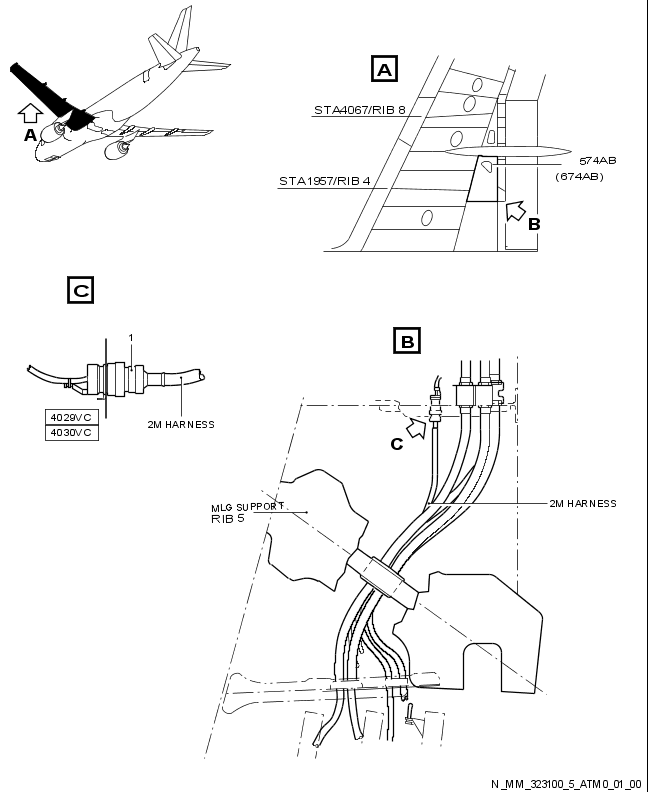 A
A
STA4067/RIB 8
574AB
(674AB)
STA1957/RIB 4
B
C
1
4029VC
4030VC
2M HARNESS
B
C
MLG SUPPORT
RIB 5
2M HARNESS
N_MM_323100_5_ATM0_01_00